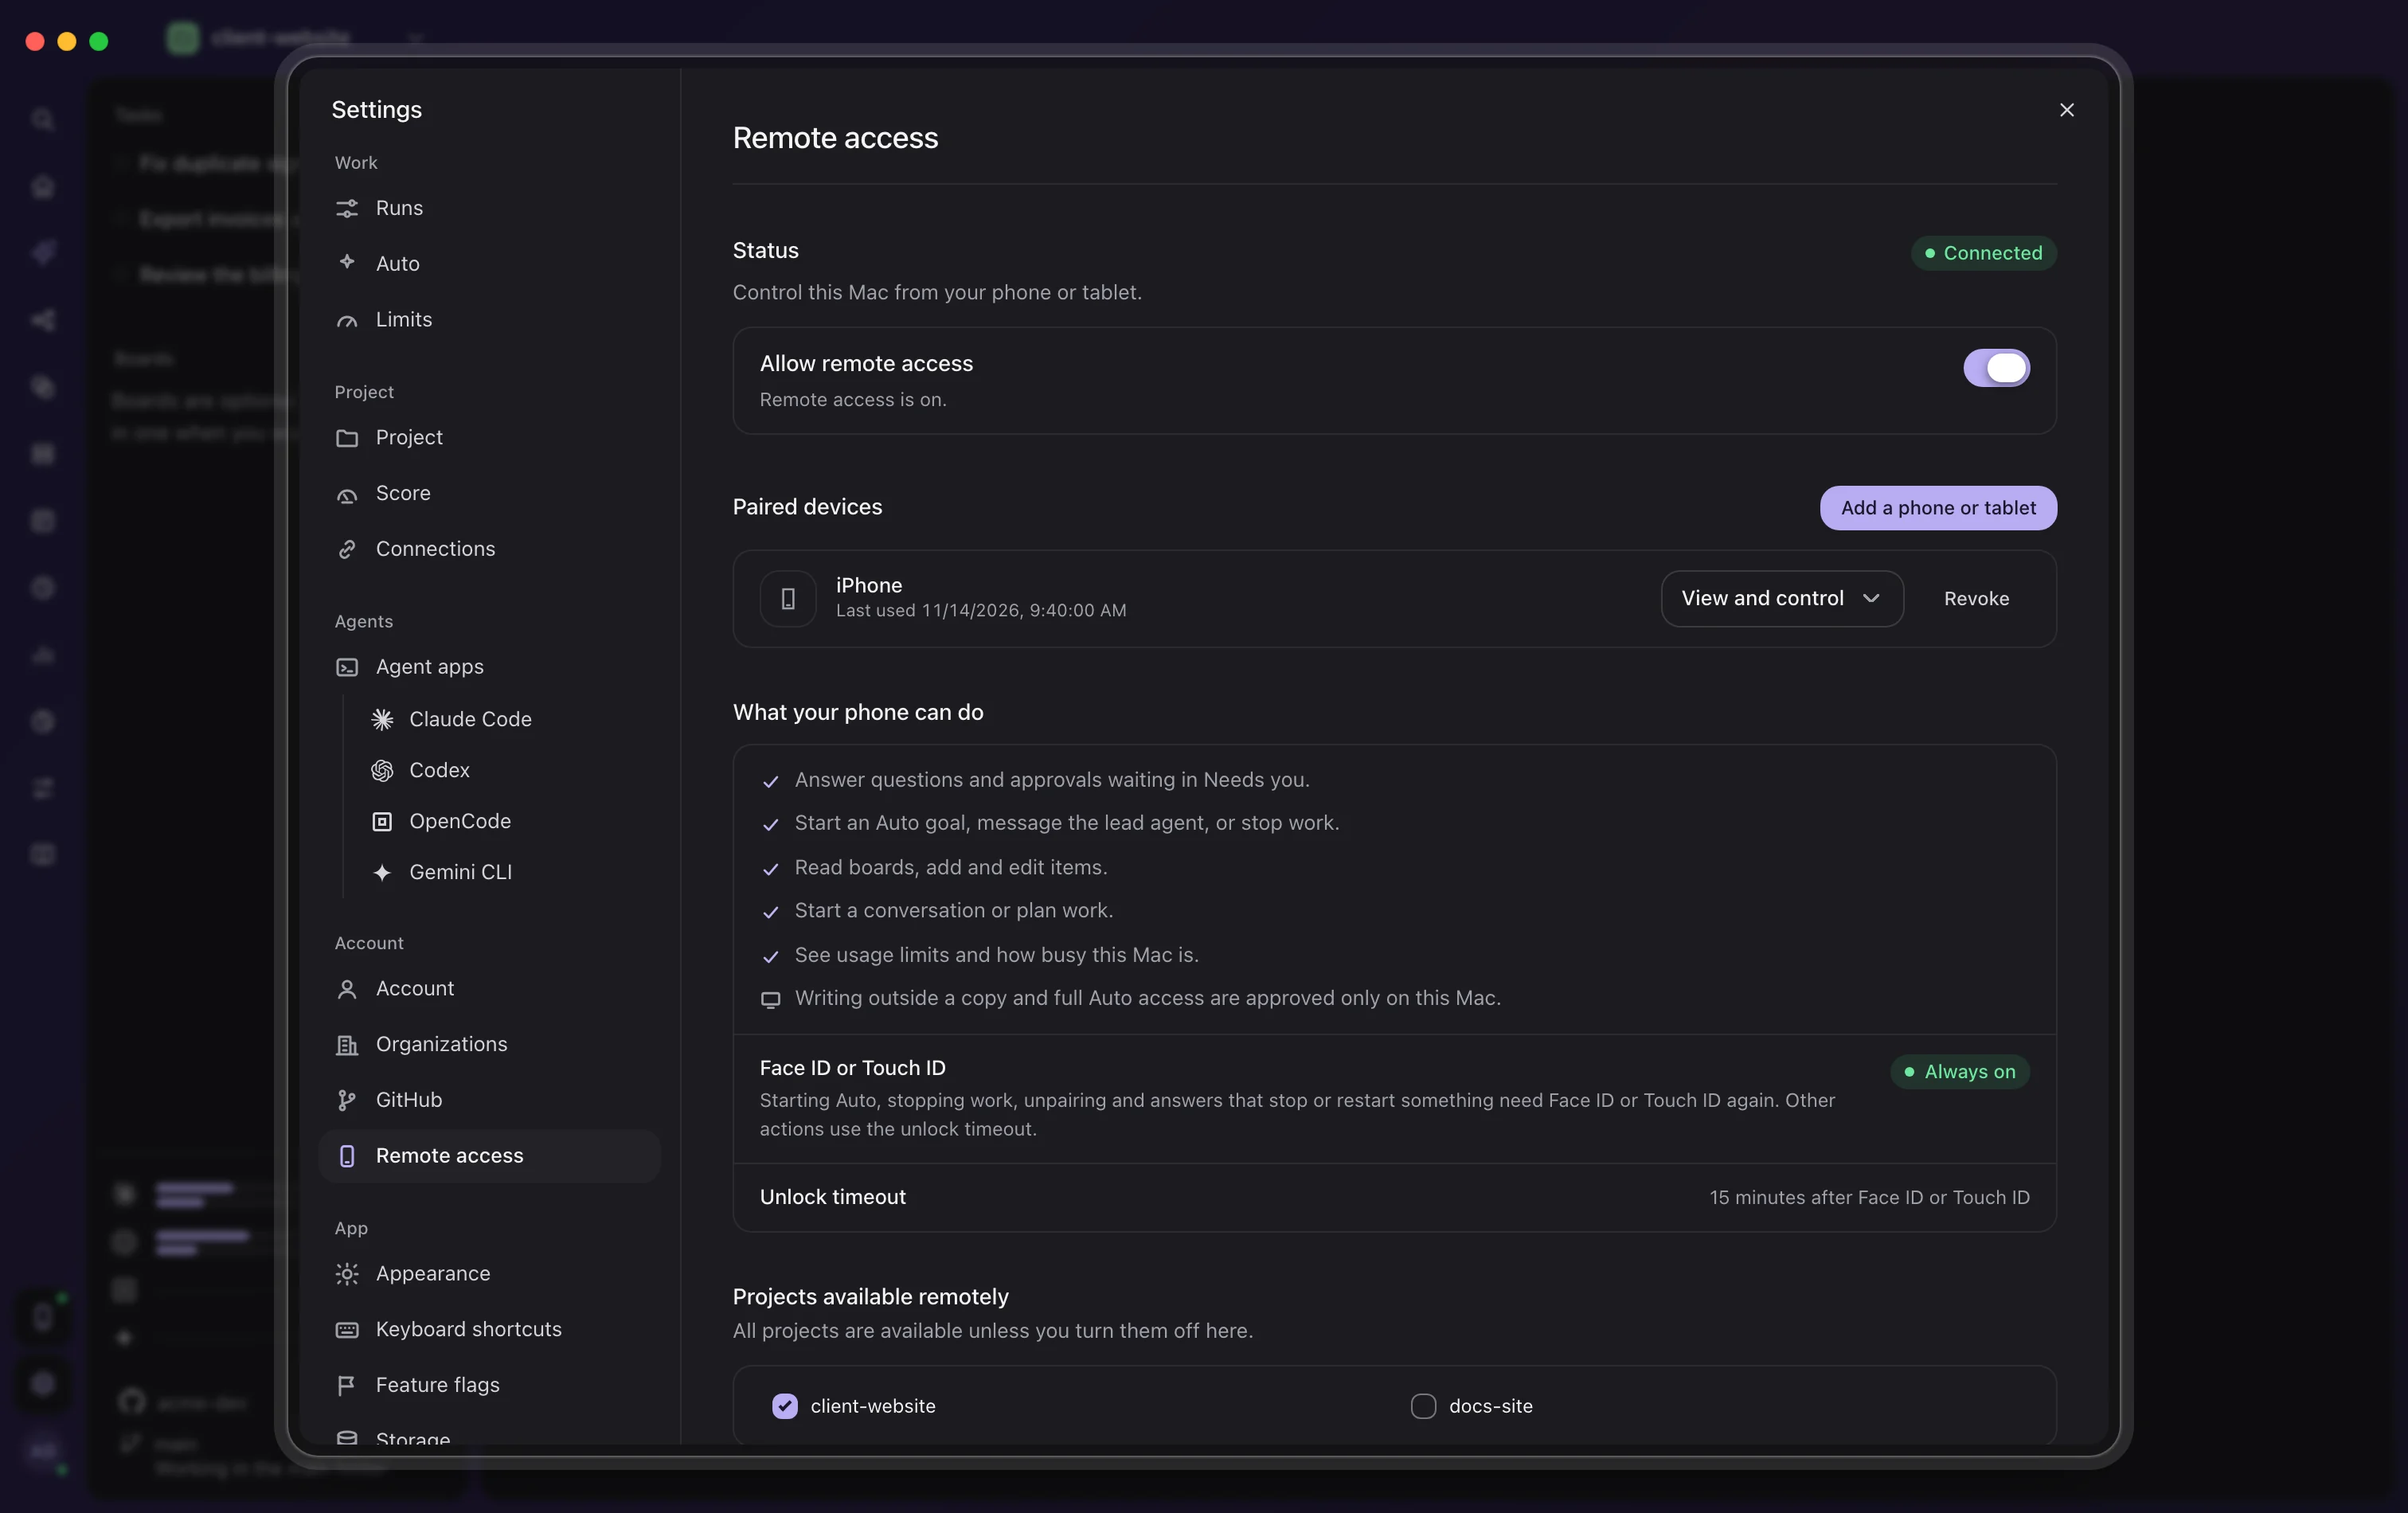 client-website
Tasks
Boards
Settings
Work
Runs
Auto
Limits
Project
Project
Score
Connections
Agents
Agent apps
Claude Code
Codex
OpenCode
Gemini CLI
Account
Account
Organizations
GitHub
Remote access
App
Appearance
Keyboard shortcuts
Feature flags
Storage
Remote access
Status
Connected
Control this Mac from your phone or tablet.
Allow remote access
Remote access is on.
Paired devices
Add a phone or tablet
iPhone
Last used 11/14/2026, 9:40:00 AM
View and control
Revoke
What your phone can do
Answer questions and approvals waiting in Needs you.
Start an Auto goal, message the lead agent, or stop work.
Read boards, add and edit items.
Start a conversation or plan work.
See usage limits and how busy this Mac is.
Writing outside a copy and full Auto access are approved only on this Mac.
Face ID or Touch ID
Always on
Starting Auto, stopping work, unpairing and answers that stop or restart something need Face ID or Touch ID again. Other
actions use the unlock timeout.
Unlock timeout
15 minutes after Face ID or Touch ID
Projects available remotely
All projects are available unless you turn them off here.
client-website
docs-site